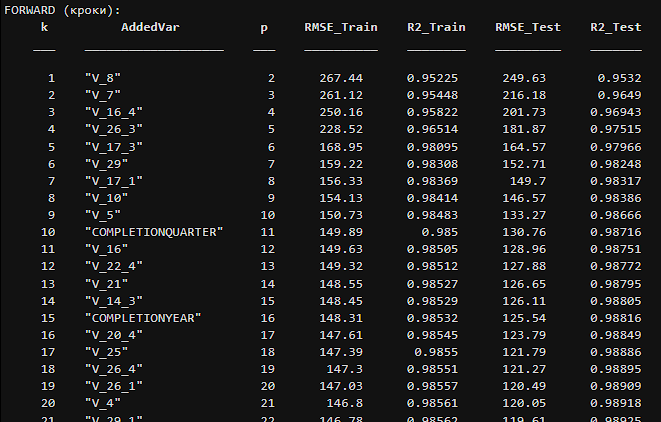 FORWARD (кроки):
k AddedVar p RMSE_Train R2_Train RMSE_Test R2_Test
1 "V_8" 2 267.44 0.95225 249.63 0.9532
2 "V_7" 3 261.12 0.95448 216.18 0.9649
3 "V_16_4" 4 250.16 0.95822 201.73 0.96943
4 "V_26_3" 5 228.52 0.96514 181.87 0.97515
5 "V_17_3" 6 168.95 0.98095 164.57 0.97966
6 "V_29" 7 159.22 0.98308 152.71 0.98248
7 "V_17_1" 8 156.33 0.98369 149.7 0.98317
8 "V_10" 9 154.13 0.98414 146.57 0.98386
9 "V_5" 10 150.73 0.98483 133.27 0.98666
10 "COMPLETIONQUARTER" 11 149.89 0.985 130.76 0.98716
11 "V_16" 12 149.63 0.98505 128.96 0.98751
12 "V_22_4" 13 149.32 0.98512 127.88 0.98772
13 "V_21" 14 148.55 0.98527 126.65 0.98795
14 "V_14_3" 15 148.45 0.98529 126.11 0.98805
15 "COMPLETIONYEAR" 16 148.31 0.98532 125.54 0.98816
16 "V_20_4" 17 147.61 0.98545 123.79 0.98849
17 "V_25" 18 147.39 0.9855 121.79 0.98886
18 "V_26_4" 19 147.3 0.98551 121.27 0.98895
19 "V_26_1" 20 147.03 0.98557 120.49 0.98909
20 "V_4" 21 146.8 0.98561 120.05 0.98918
21 "V_29_1" 22 146.78 0.98562 119.61 0.98925